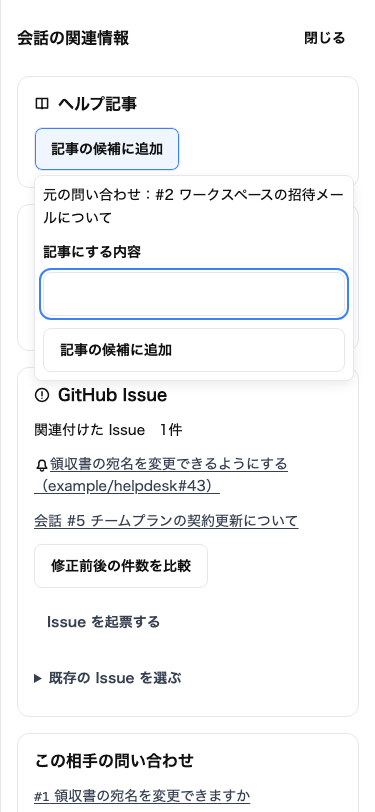 会話の関連情報
閉じる
ヘルプ記事
記事の候補に追加
元の問い合わせ：#2 ワークスペースの招待メー
ルについて
記事にする内容
記事の候補に追加
GitHub Issue
関連付けた Issue　1件
領収書の宛名を変更できるようにする
（example/helpdesk#43）
会話 #5 チームプランの契約更新について
修正前後の件数を比較
Issue を起票する
▶ 既存の Issue を選ぶ
この相手の問い合わせ
#1 領収書の宛名を変更できますか